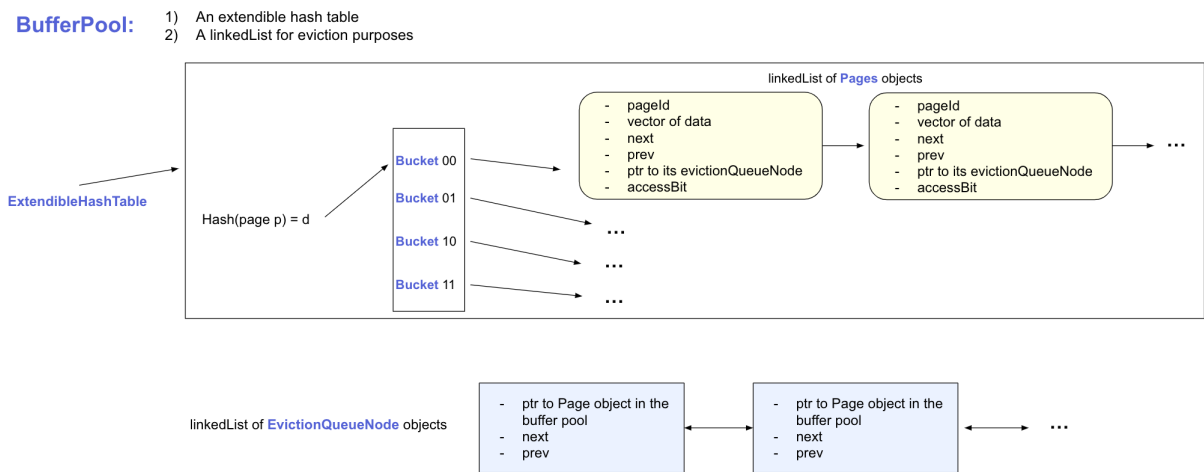 BufferPool:
1) An extendible hash table
2) A linkedList for eviction purposes
linkedList of Pages objects
- pageId
- vector of data
- next
- prev
- ptr to its evictionQueueNode
- accessBit
- pageId
- vector of data
- next
- prev
- ptr to its evictionQueueNode
- accessBit
...
ExtendibleHashTable
Hash(page p) = d
Bucket 00
Bucket 01
Bucket 10
Bucket 11
...
...
...
linkedList of EvictionQueueNode objects
- ptr to Page object in the
buffer pool
- next
- prev
- ptr to Page object in the
buffer pool
- next
- prev
...